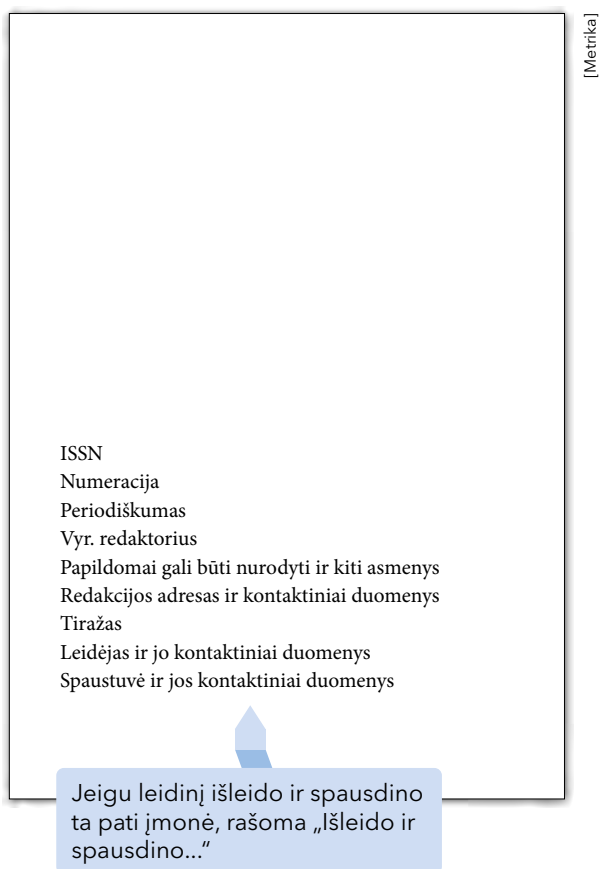 [Metrika]
ISSN
Numeracija
Periodiškumas
Vyr. redaktorius
Papildomai gali būti nurodyti ir kiti asmenys
Redakcijos adresas ir kontaktiniai duomenys
Tiražas
Leidėjas ir jo kontaktiniai duomenys
Spaustuvė ir jos kontaktiniai duomenys
Jeigu leidinį išleido ir spausdino
ta pati įmonė, rašoma „Išleido ir
spausdino...“